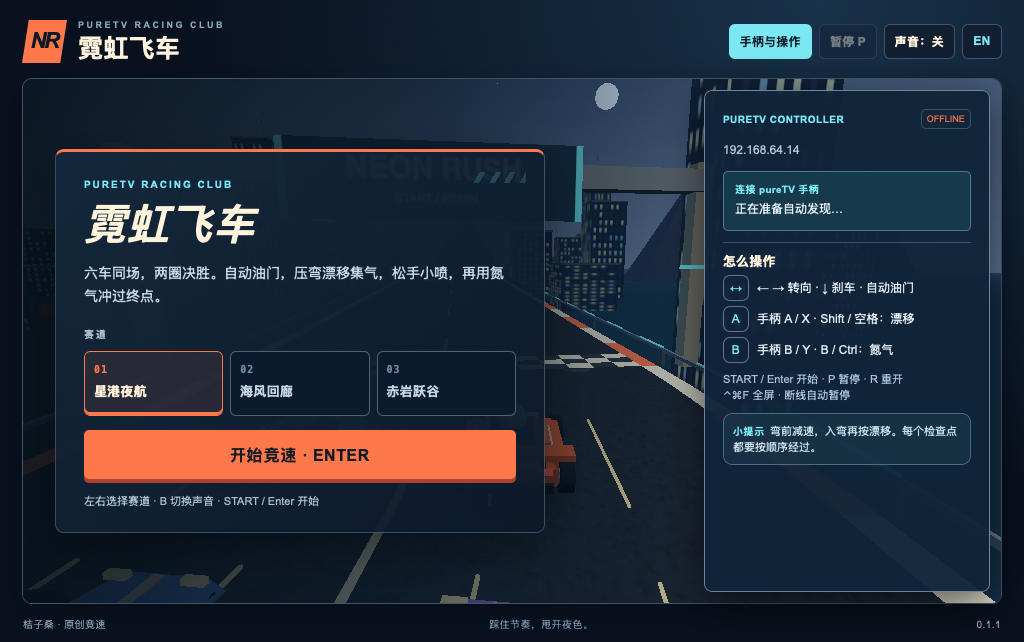 NR
PURETV RACING CLUB
霓虹飞车
手柄与操作
暂停 P
声音：关
EN
NEON RUSH
PURETV RACING CLUB
霓虹飞车
六车同场，两圈决胜。自动油门，压弯漂移集气，松手小喷，再用氮
气冲过终点。
赛道
01
星港夜航
02
海风回廊
03
赤岩跃谷
开始竞速 · ENTER
左右选择赛道 · B 切换声音 · START / Enter 开始
PURETV CONTROLLER
OFFLINE
192.168.64.14
连接 pureTV 手柄
正在准备自动发现…
怎么操作
↔ ← → 转向 · ↓ 刹车 · 自动油门
A 手柄 A / X · Shift / 空格：漂移
B 手柄 B / Y · B / Ctrl：氮气
START / Enter 开始 · P 暂停 · R 重开
^⌘F 全屏 · 断线自动暂停
小提示 弯前减速，入弯再按漂移。每个检查点
都要按顺序经过。
桔子桑 · 原创竞速
踩住节奏，甩开夜色。
0.1.1